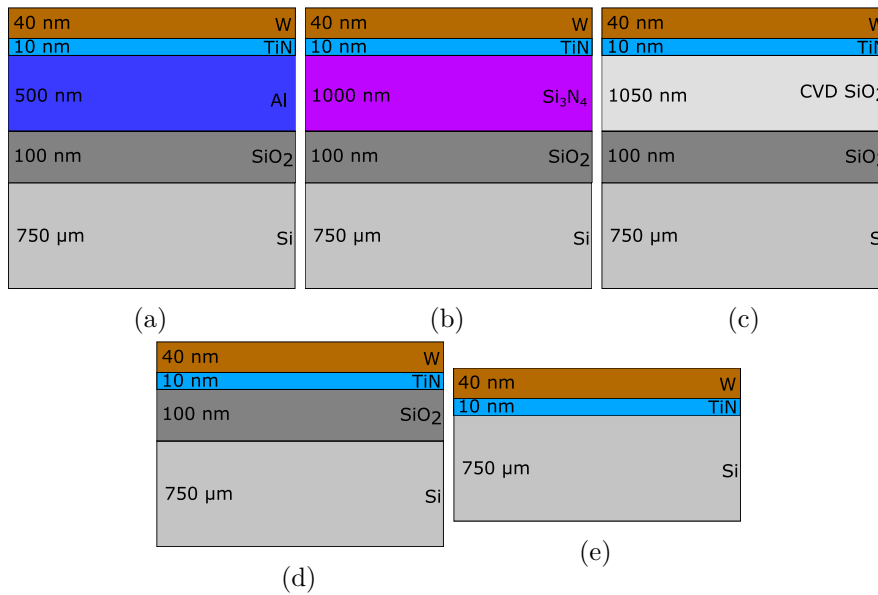 40 nm W
10 nm TiN
500 nm Al
100 nm SiO2
750 µm Si
(a)
40 nm W
10 nm TiN
1000 nm Si3N4
100 nm SiO2
750 µm Si
(b)
40 nm W
10 nm TiN
1050 nm CVD SiO2
100 nm SiO2
750 µm S
(c)
40 nm W
10 nm TiN
100 nm SiO2
750 µm Si
(d)
40 nm W
10 nm TiN
750 µm Si
(e)